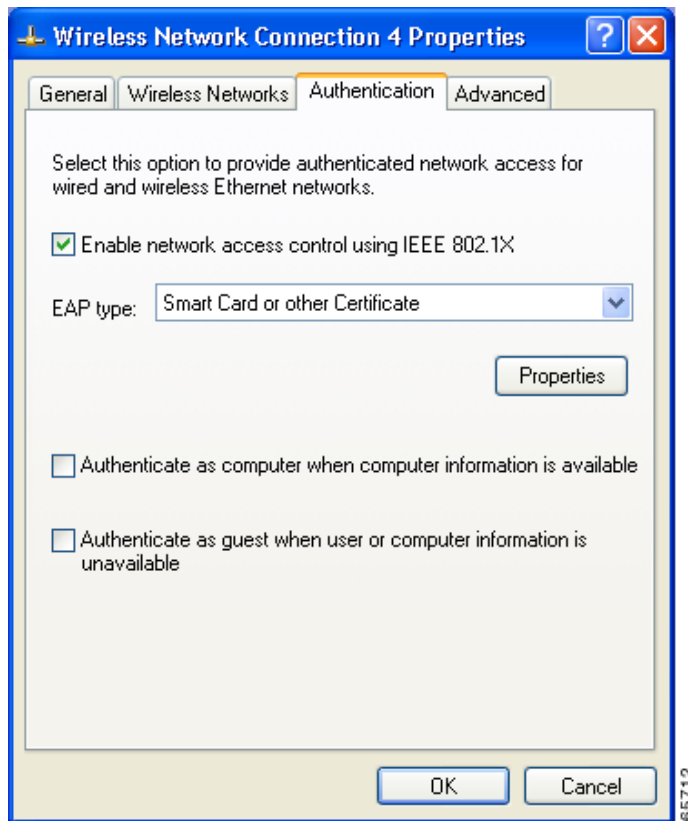 Wireless Network Connection 4 Properties
?
X
General Wireless Networks Authentication Advanced
Select this option to provide authenticated network access for
wired and wireless Ethernet networks.
Enable network access control using IEEE 802.1X
EAP type: Smart Card or other Certificate
Properties
Authenticate as computer when computer information is available
Authenticate as guest when user or computer information is
unavailable
OK Cancel
65712